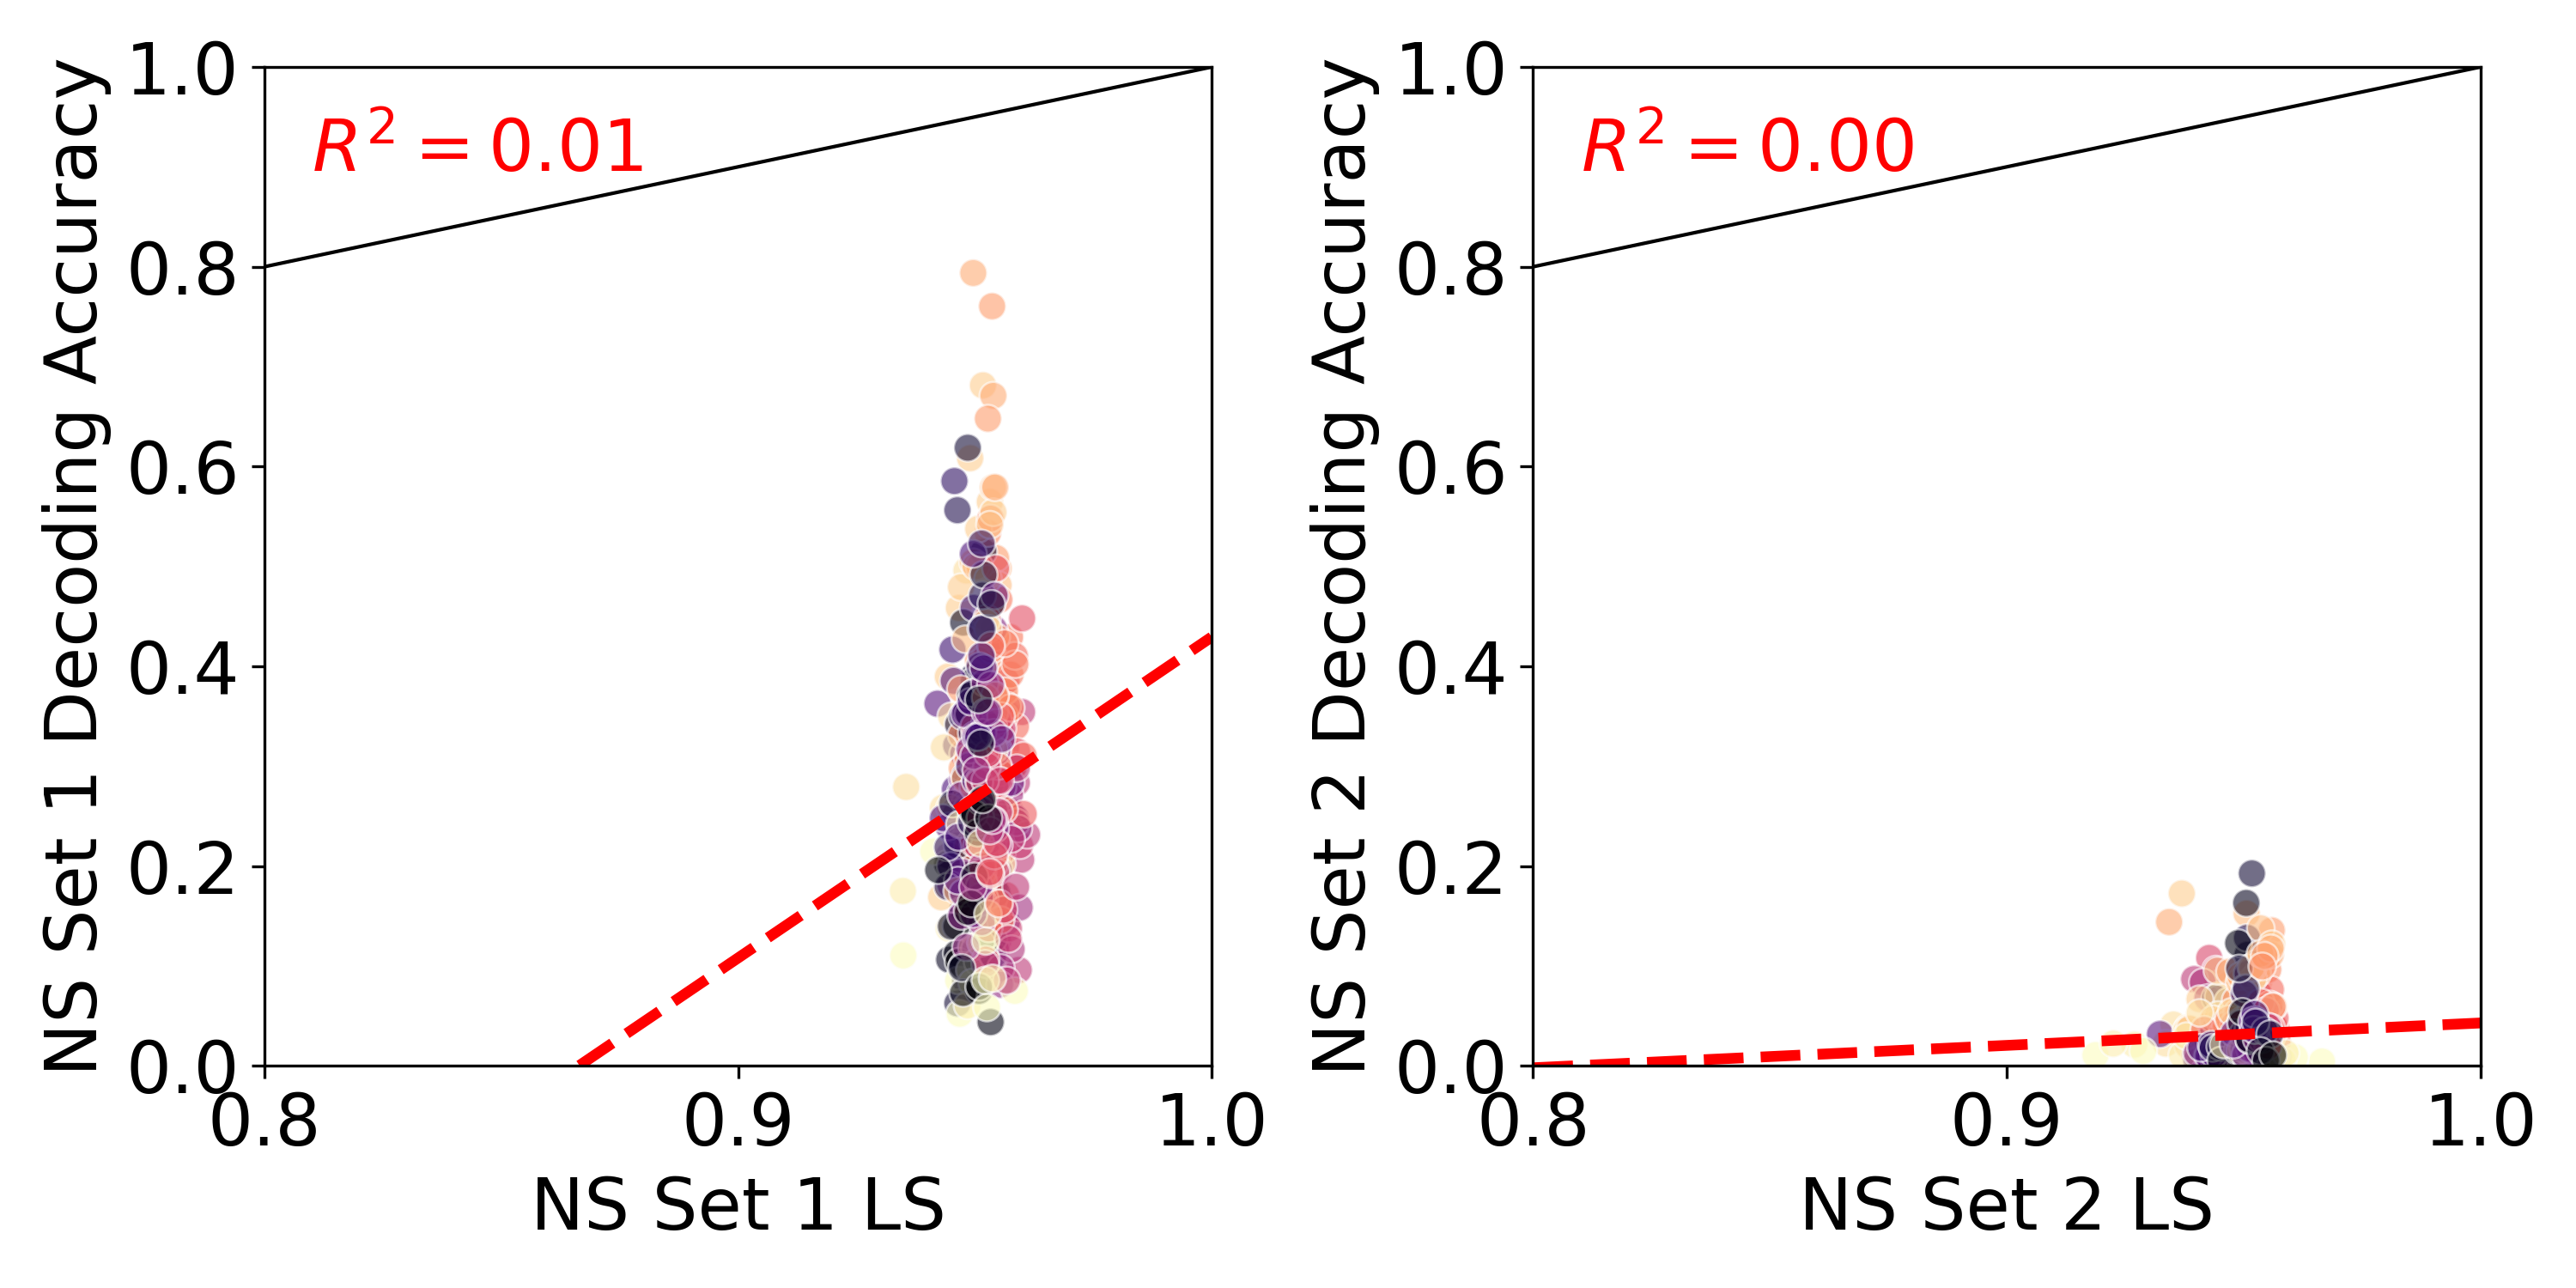 NS Set 1 Decoding Accuracy
1.0
0.8
0.6
0.4
0.2
0.0
R² = 0.01
0.8 0.9 1.0
NS Set 1 LS
NS Set 2 Decoding Accuracy
1.0
0.8
0.6
0.4
0.2
0.0
R² = 0.00
0.8 0.9 1.0
NS Set 2 LS